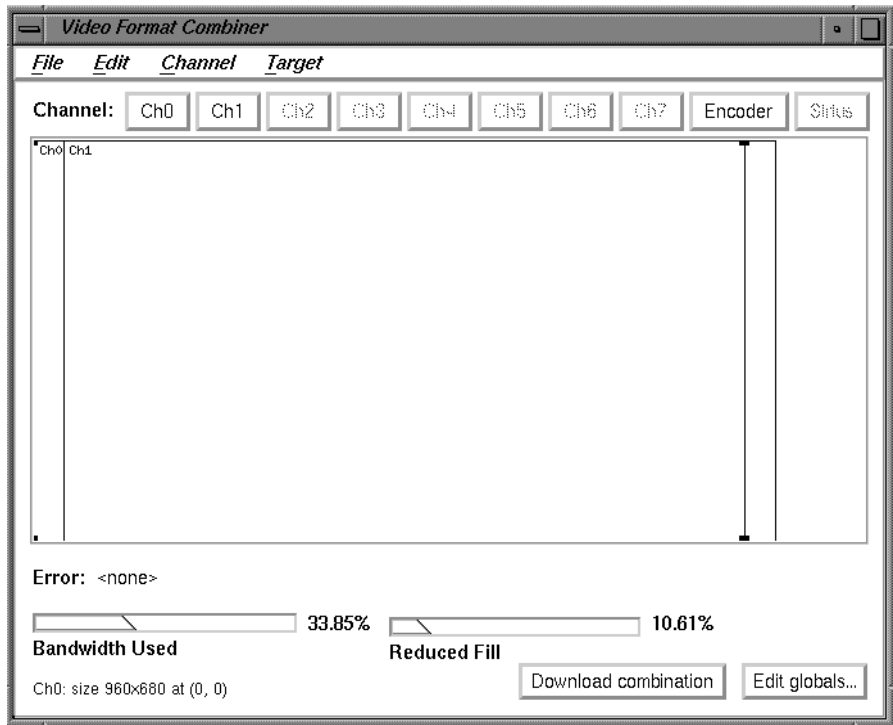 Video Format Combiner
File Edit Channel Target
Channel: Ch0 Ch1 Ch2 Ch3 Ch4 Ch5 Ch6 Ch7 Encoder Sirius
Ch0 Ch1
Error: <none>
33.85% 10.61%
Bandwidth Used Reduced Fill
Download combination Edit globals...
Ch0: size 960x680 at (0, 0)